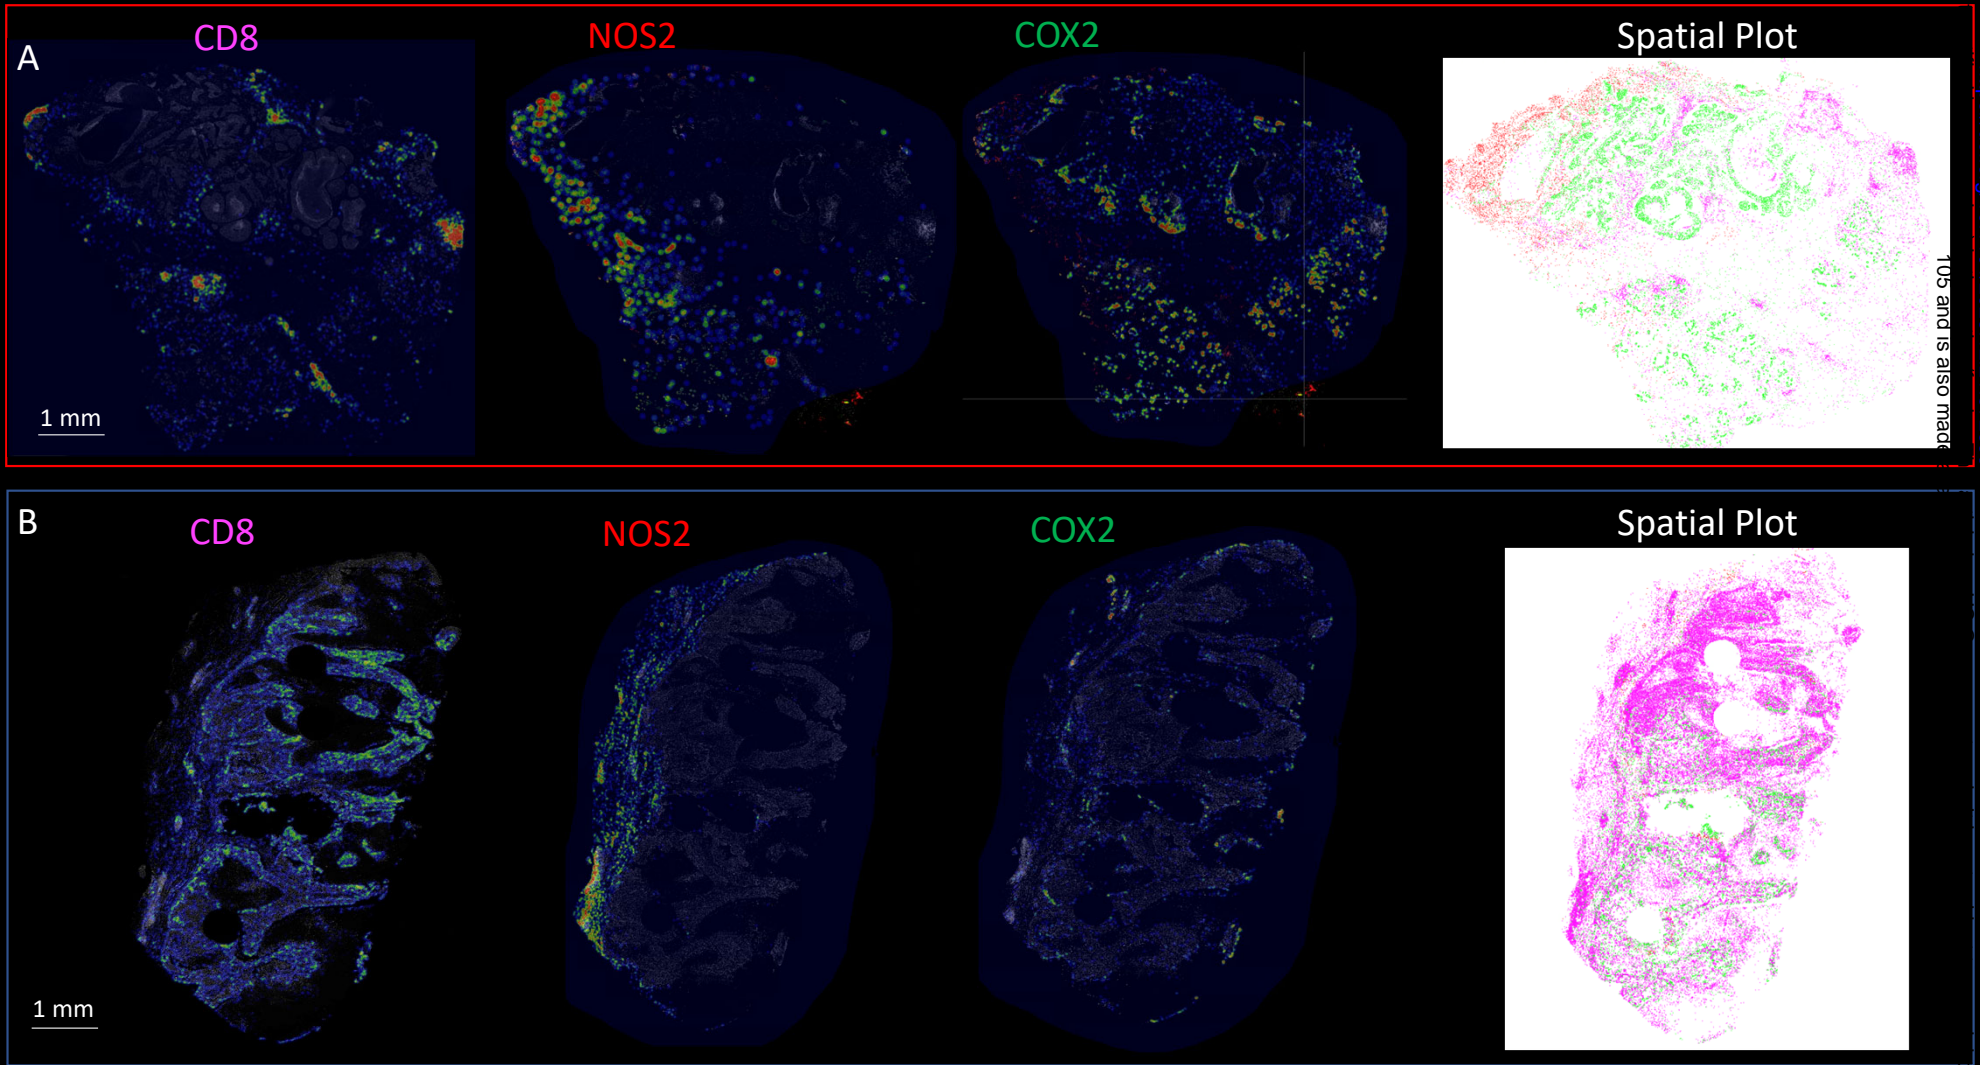 A
CD8
NOS2
COX2
Spatial Plot
1 mm
105 and is also made
B
CD8
NOS2
COX2
Spatial Plot
1 mm